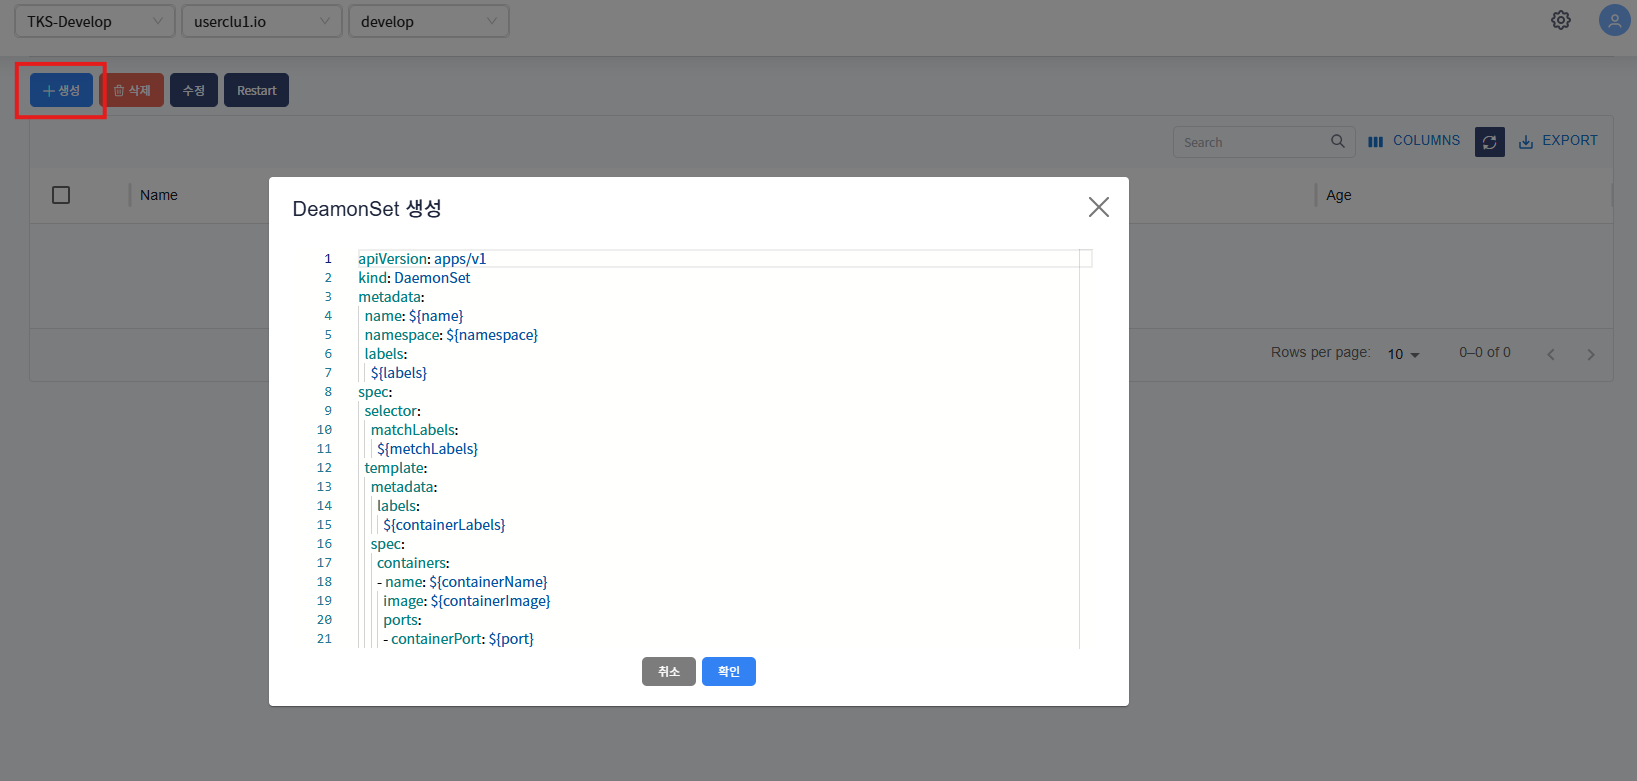 TKS-Develop userclu1.io develop
생성 삭제 수정 Restart
Search COLUMNS EXPORT
Name Age
DeamonSet 생성
1 apiVersion: apps/v1
2 kind: DaemonSet
3 metadata:
4 name: ${name}
5 namespace: ${namespace}
6 labels:
7 ${labels}
8 spec:
9 selector:
10 matchLabels:
11 ${metchLabels}
12 template:
13 metadata:
14 labels:
15 ${containerLabels}
16 spec:
17 containers:
18 - name: ${containerName}
19 image: ${containerImage}
20 ports:
21 - containerPort: ${port}
Rows per page: 10 0–0 of 0
취소 확인